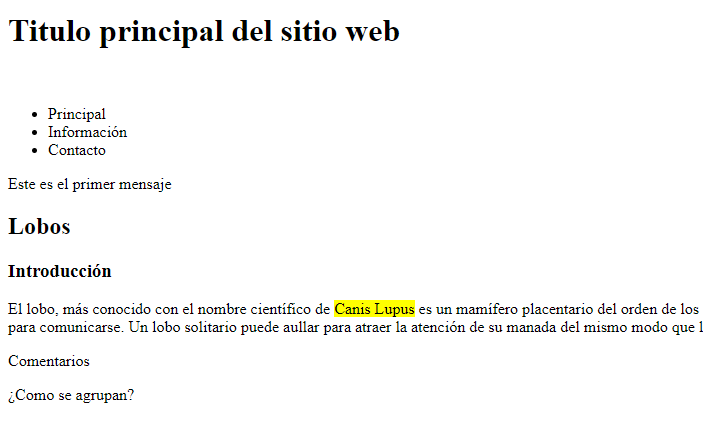 Titulo principal del sitio web
Principal
Información
Contacto
Este es el primer mensaje
Lobos
Introducción
El lobo, más conocido con el nombre científico de Canis Lupus es un mamífero placentario del orden de los
para comunicarse. Un lobo solitario puede aullar para atraer la atención de su manada del mismo modo que
Comentarios
¿Como se agrupan?